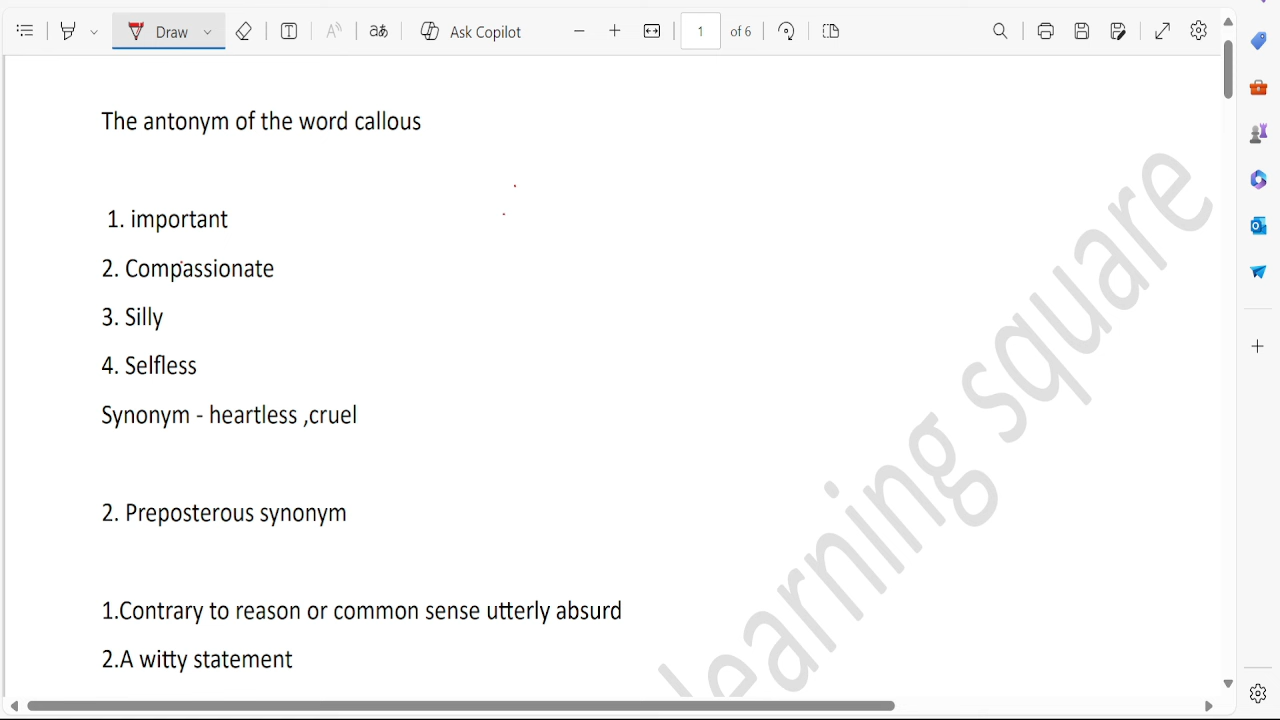 Draw Ask Copilot 1 of 6
The antonym of the word callous
1. important
2. Compassionate
3. Silly
4. Selfless
Synonym - heartless ,cruel
2. Preposterous synonym
1.Contrary to reason or common sense utterly absurd
2.A witty statement
learning square